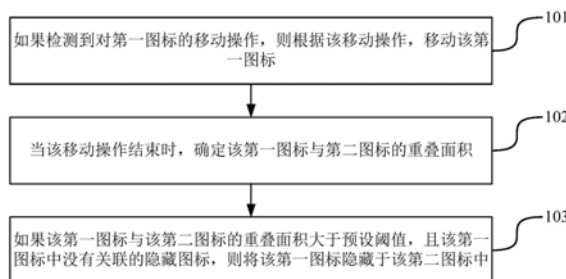 101
如果检测到对第一图标的移动操作，则根据该移动操作，移动该第
一图标
102
当该移动操作结束时，确定该第一图标与第二图标的重叠面积
103
如果该第一图标与该第二图标的重叠面积大于预设阈值，且该第一
图标中没有关联的隐藏图标，则将该第一图标隐藏于该第二图标中